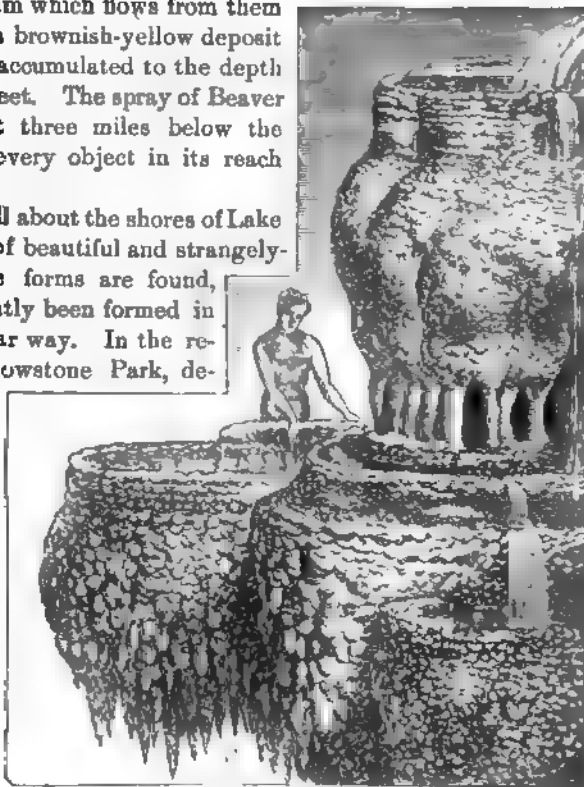 m which flows from them
brownish-yellow deposit
accumulated to the depth
eet. The spray of Beaver
three miles below the
every object in its reach
about the shores of Lake
of beautiful and strangely-
forms are found,
tly been formed in
ar way. In the re-
owstone Park, de-